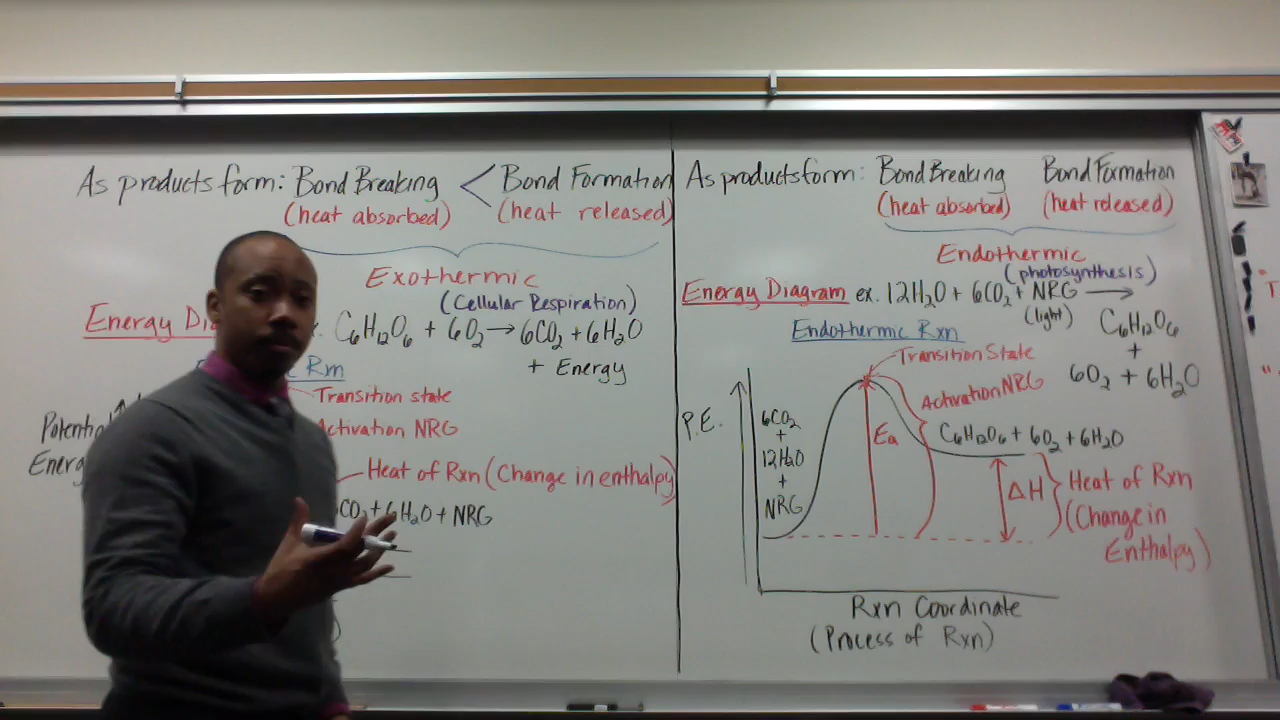 As products form: Bond Breaking < Bond Formation
(heat absorbed) (heat released)
Exothermic
(Cellular Respiration)
Energy C₆H₁₂O₆ + 6O₂ → 6CO₂ + 6H₂O
+ Energy
Rxn
Transition state
Activation NRG
Heat of Rxn (Change in enthalpy)
CO₂ + 6H₂O + NRG
As products form: Bond Breaking Bond Formation
(heat absorbed) (heat released)
Endothermic
(photosynthesis)
Energy Diagram ex. 12H₂O + 6CO₂ + NRG →
(light)
C₆H₁₂O₆
+
6O₂ + 6H₂O
Endothermic Rxn
Transition State
Activation NRG
P.E.
6CO₂
+
12H₂O
+
NRG
Ea
C₆H₁₂O₆ + 6O₂ + 6H₂O
ΔH
Heat of Rxn
(Change in
Enthalpy)
Rxn Coordinate
(Process of Rxn)